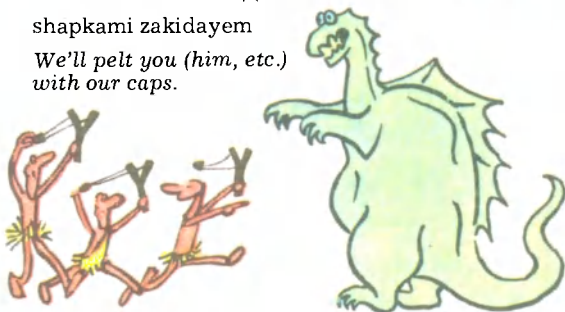 shapkami zakidayem
We'll pelt you (him, etc.)
with our caps.